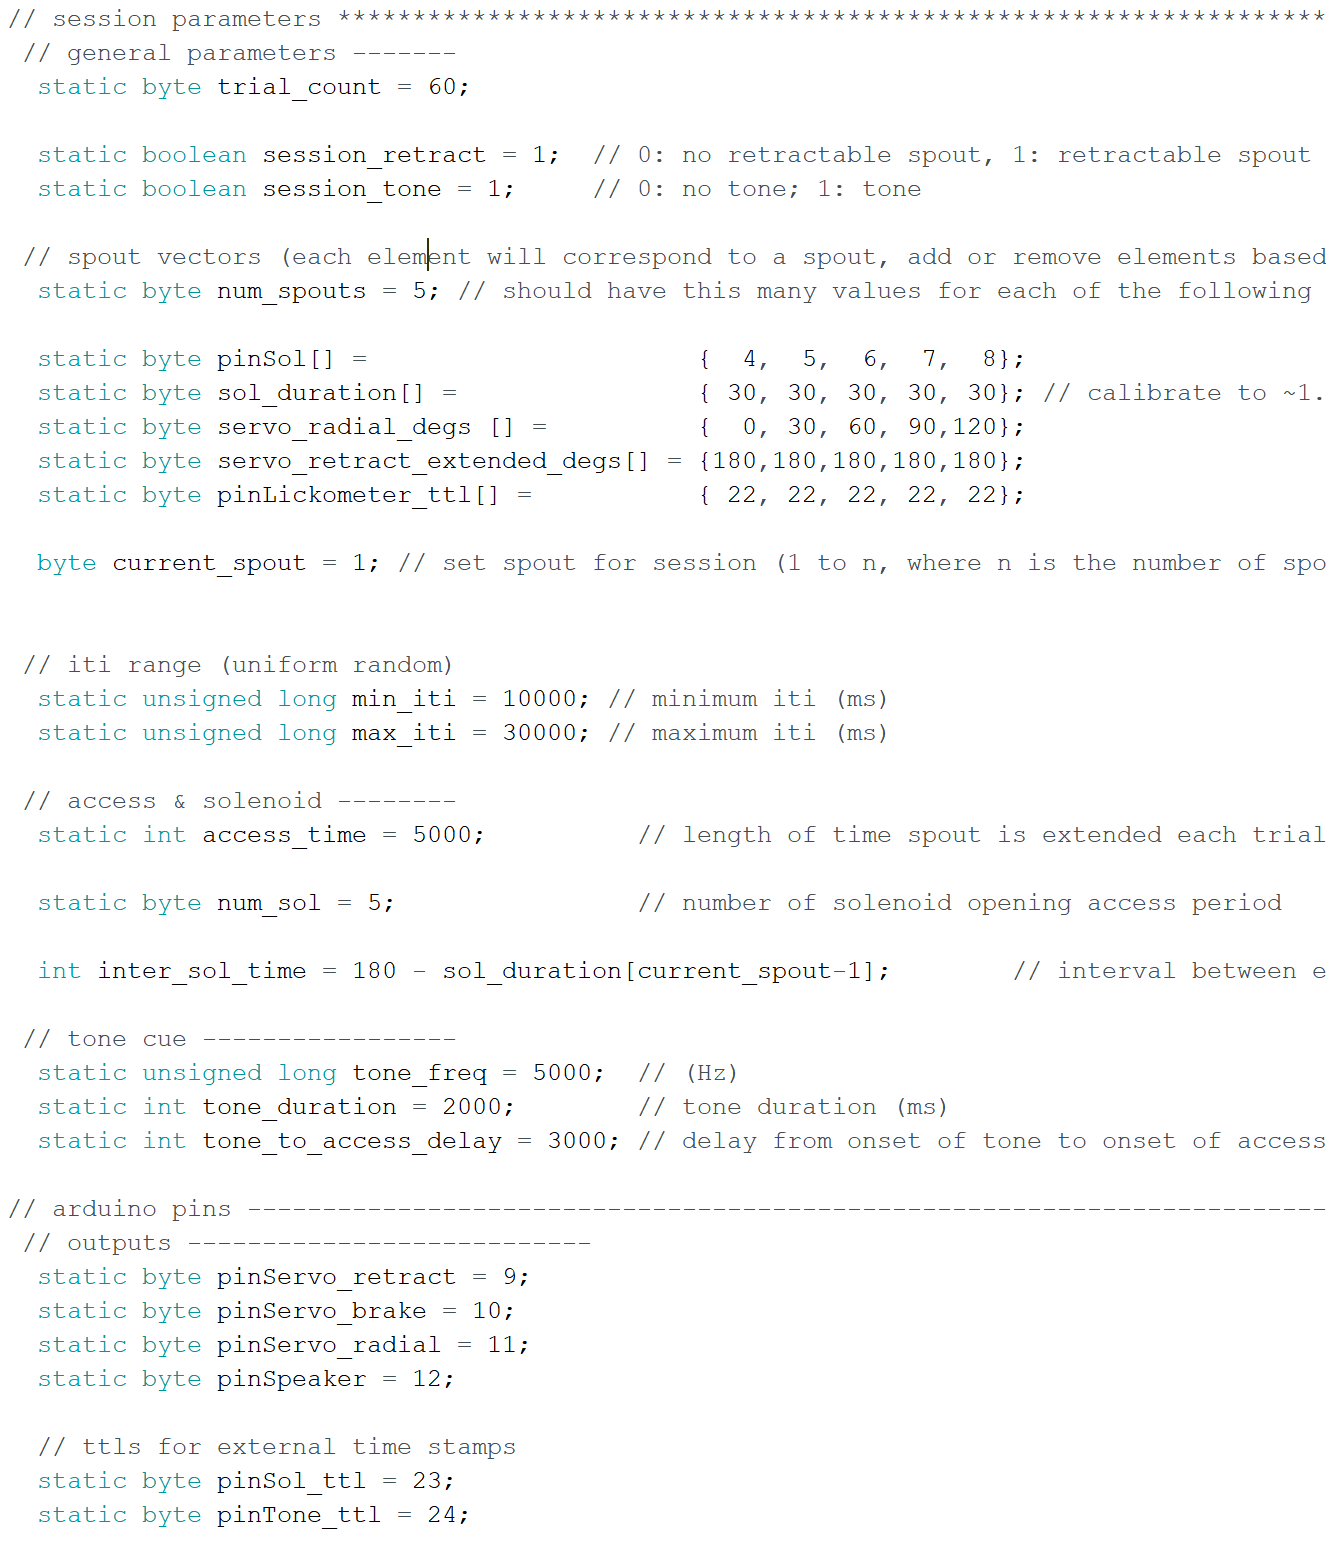 // session parameters ******************************************************************
// general parameters -------
static byte trial_count = 60;
static boolean session_retract = 1;  // 0: no retractable spout, 1: retractable spout
static boolean session_tone = 1;     // 0: no tone; 1: tone
// spout vectors (each element will correspond to a spout, add or remove elements based
static byte num_spouts = 5; // should have this many values for each of the following
static byte pinSol[] =                      {  4,  5,  6,  7,  8};
static byte sol_duration[] =                { 30, 30, 30, 30, 30}; // calibrate to ~1.
static byte servo_radial_degs [] =          {  0, 30, 60, 90,120};
static byte servo_retract_extended_degs[] = {180,180,180,180,180};
static byte pinLickometer_ttl[] =           { 22, 22, 22, 22, 22};
byte current_spout = 1; // set spout for session (1 to n, where n is the number of spo
// iti range (uniform random)
static unsigned long min_iti = 10000; // minimum iti (ms)
static unsigned long max_iti = 30000; // maximum iti (ms)
// access & solenoid --------
static int access_time = 5000;          // length of time spout is extended each trial
static byte num_sol = 5;                // number of solenoid opening access period
int inter_sol_time = 180 - sol_duration[current_spout-1];        // interval between e
// tone cue -----------------
static unsigned long tone_freq = 5000;  // (Hz)
static int tone_duration = 2000;        // tone duration (ms)
static int tone_to_access_delay = 3000; // delay from onset of tone to onset of access
// arduino pins ------------------------------------------------------------------------
// outputs ---------------------------
static byte pinServo_retract = 9;
static byte pinServo_brake = 10;
static byte pinServo_radial = 11;
static byte pinSpeaker = 12;
// ttls for external time stamps
static byte pinSol_ttl = 23;
static byte pinTone_ttl = 24;